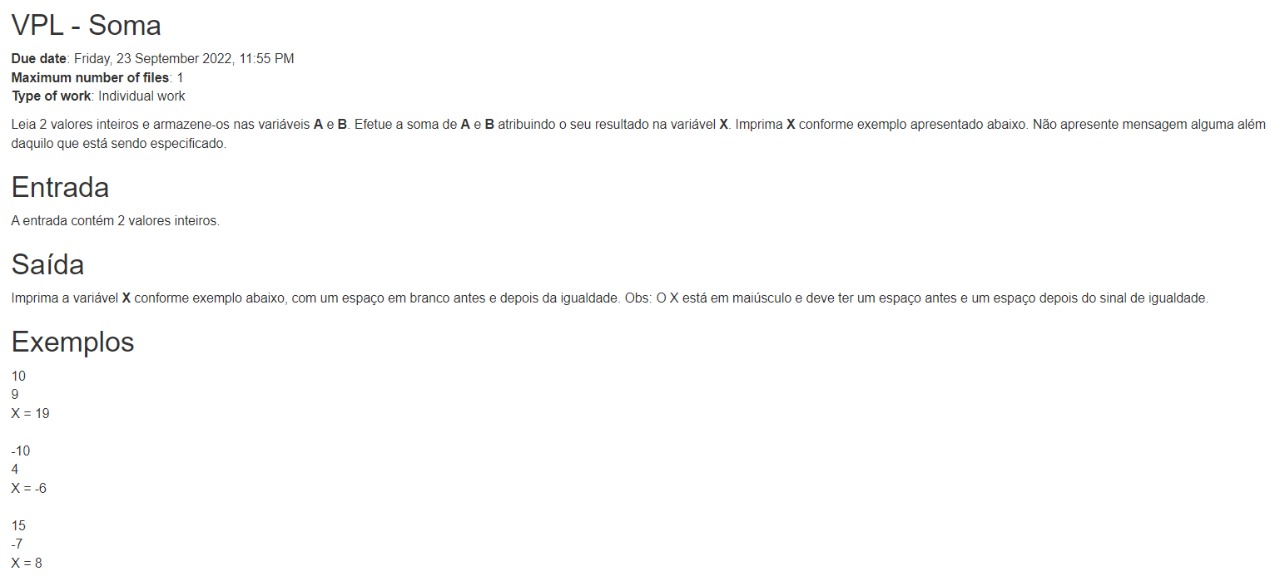 VPL - Soma
Due date: Friday, 23 September 2022, 11:55 PM
Maximum number of files: 1
Type of work: Individual work
Leia 2 valores inteiros e armazene-os nas variáveis A e B. Efetue a soma de A e B atribuindo o seu resultado na variável X. Imprima X conforme exemplo apresentado abaixo. Não apresente mensagem alguma além
daquilo que está sendo especificado.
Entrada
A entrada contém 2 valores inteiros.
Saída
Imprima a variável X conforme exemplo abaixo, com um espaço em branco antes e depois da igualdade. Obs: O X está em maiúsculo e deve ter um espaço antes e um espaço depois do sinal de igualdade.
Exemplos
10
9
X = 19
-10
4
X = -6
15
-7
X = 8